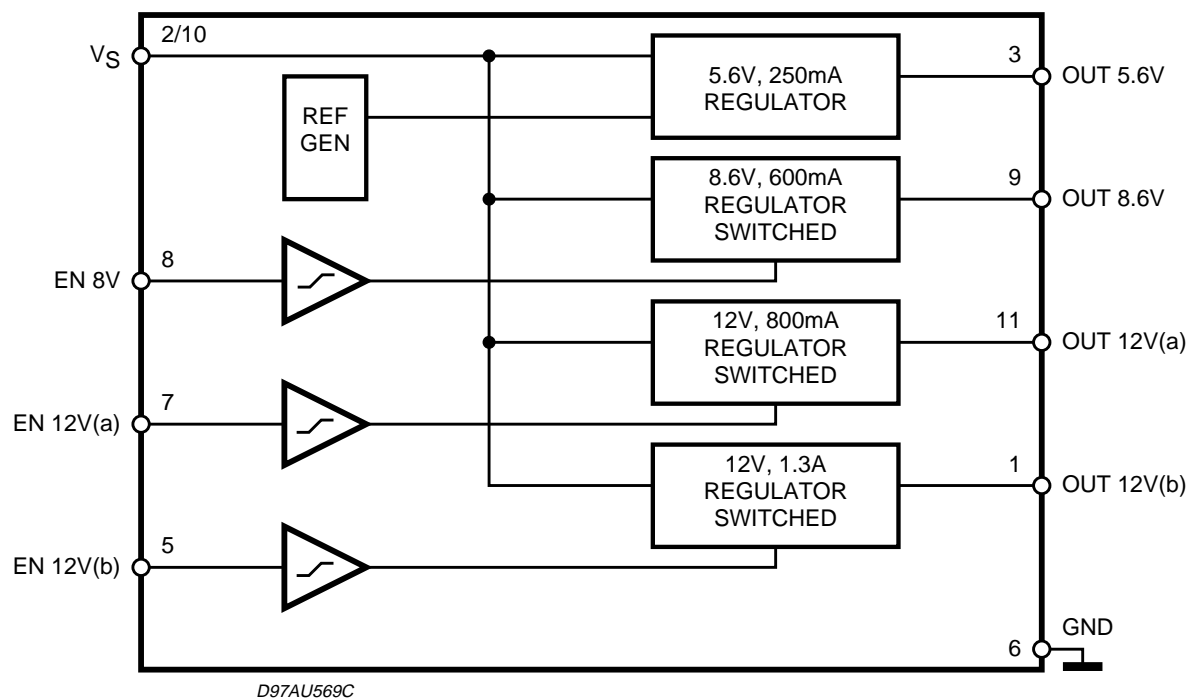 2/10
VS
5.6V, 250mA
REGULATOR
3
OUT 5.6V
REF
GEN
8.6V, 600mA
REGULATOR
SWITCHED
9
OUT 8.6V
8
EN 8V
12V, 800mA
REGULATOR
SWITCHED
11
OUT 12V(a)
7
EN 12V(a)
12V, 1.3A
REGULATOR
SWITCHED
1
OUT 12V(b)
5
EN 12V(b)
6
GND
D97AU569C